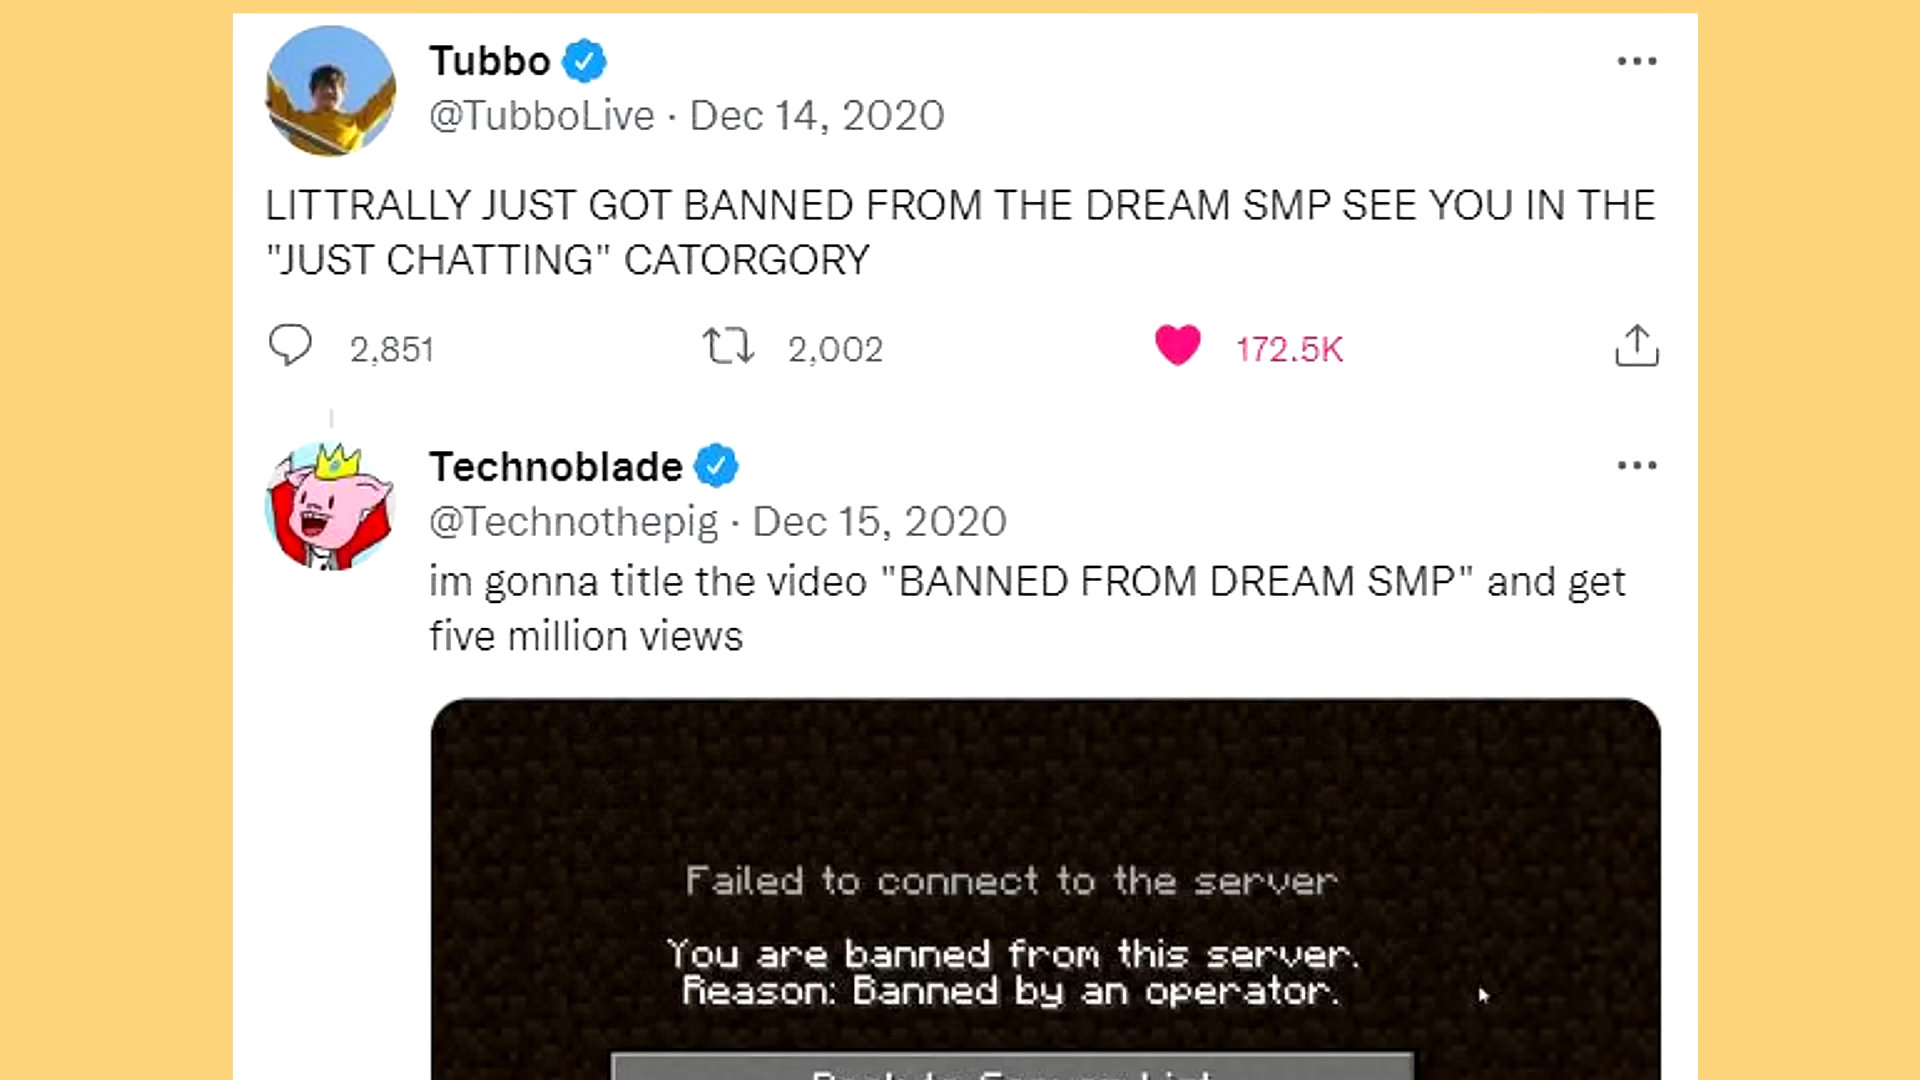 Tubbo
@TubboLive · Dec 14, 2020
LITTRALLY JUST GOT BANNED FROM THE DREAM SMP SEE YOU IN THE
"JUST CHATTING" CATORGORY
2,851 2,002 172.5K
Technoblade
@Technothepig · Dec 15, 2020
im gonna title the video "BANNED FROM DREAM SMP" and get
five million views
Failed to connect to the server
You are banned from this server.
Reason: Banned by an operator.